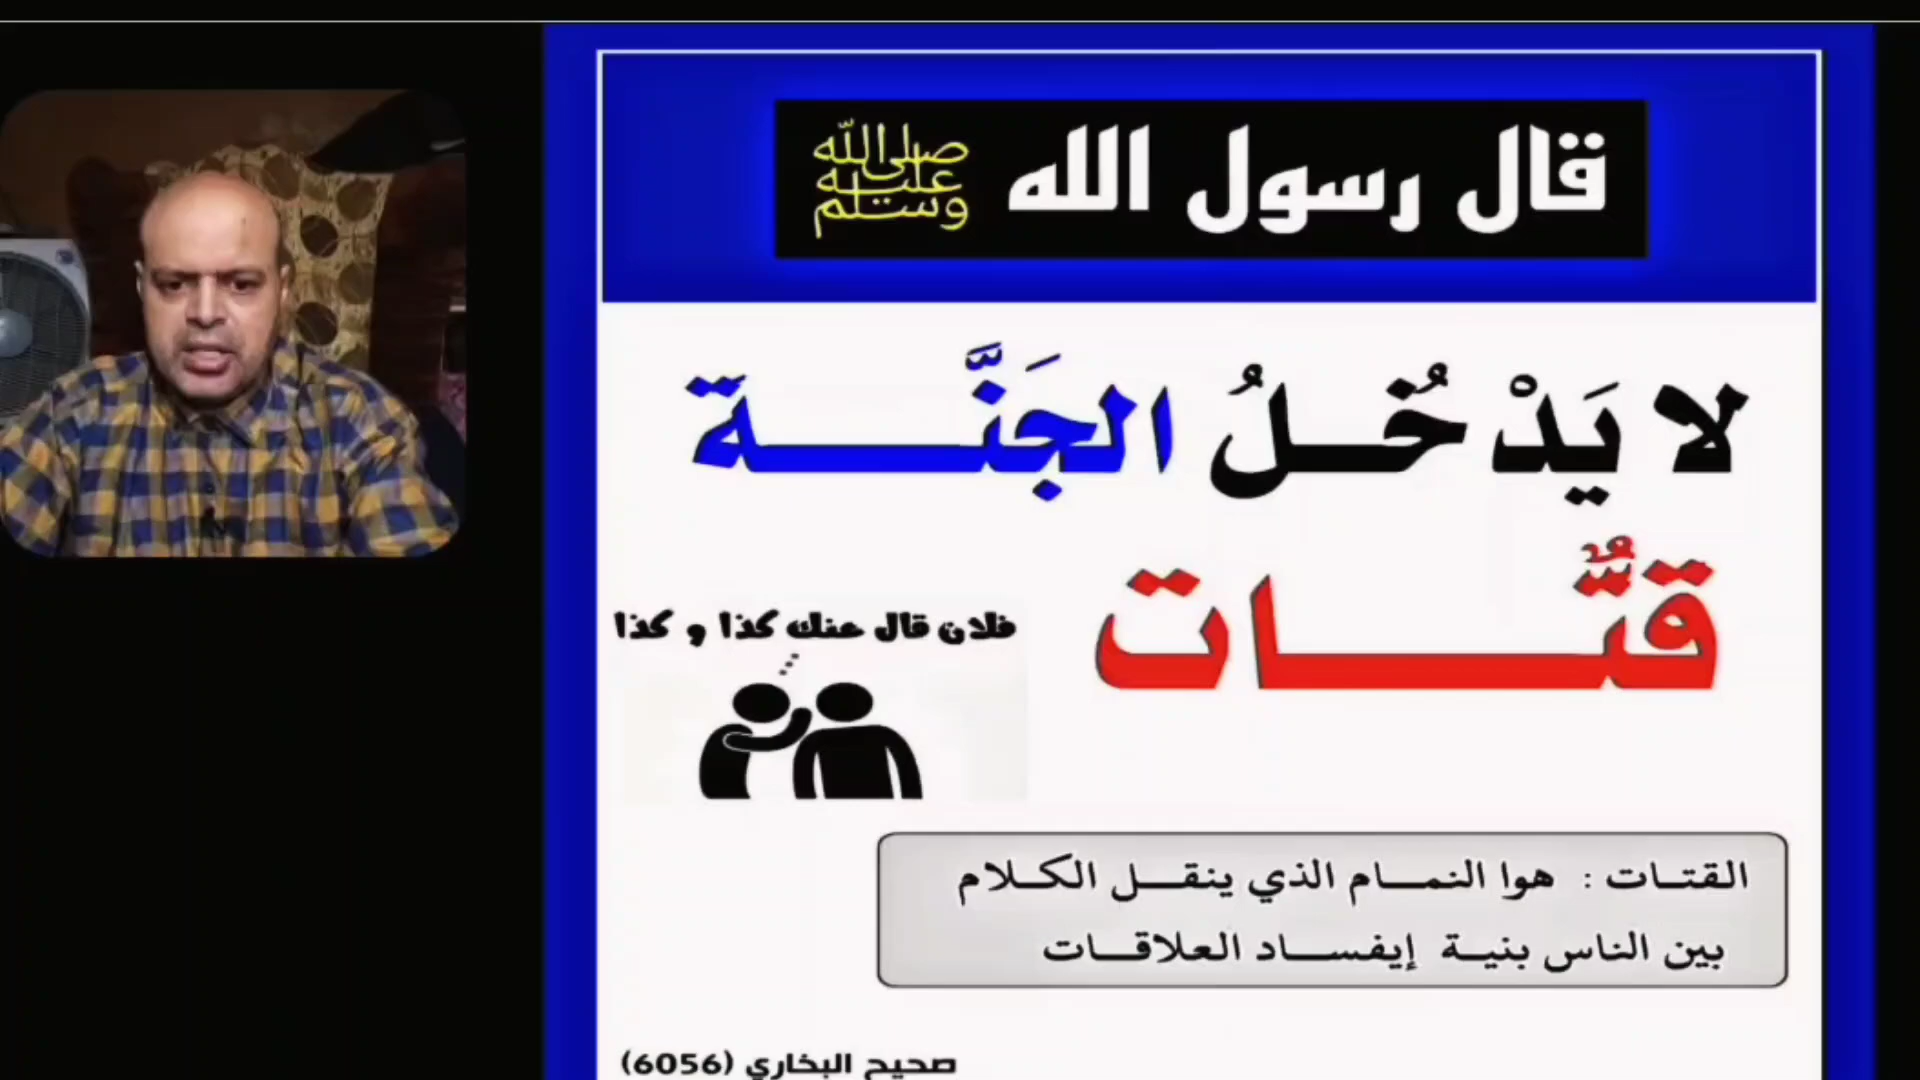 قال رسول الله صلى الله عليه وسلم
لا يَدْخُلُ الجَنَّةَ
قتَّاتٌ
فلان قال عنك كذا و كذا
القتات : هوا النمام الذي ينقل الكلام
بين الناس بنية إيفساد العلاقات
صحيح البخاري (6056)